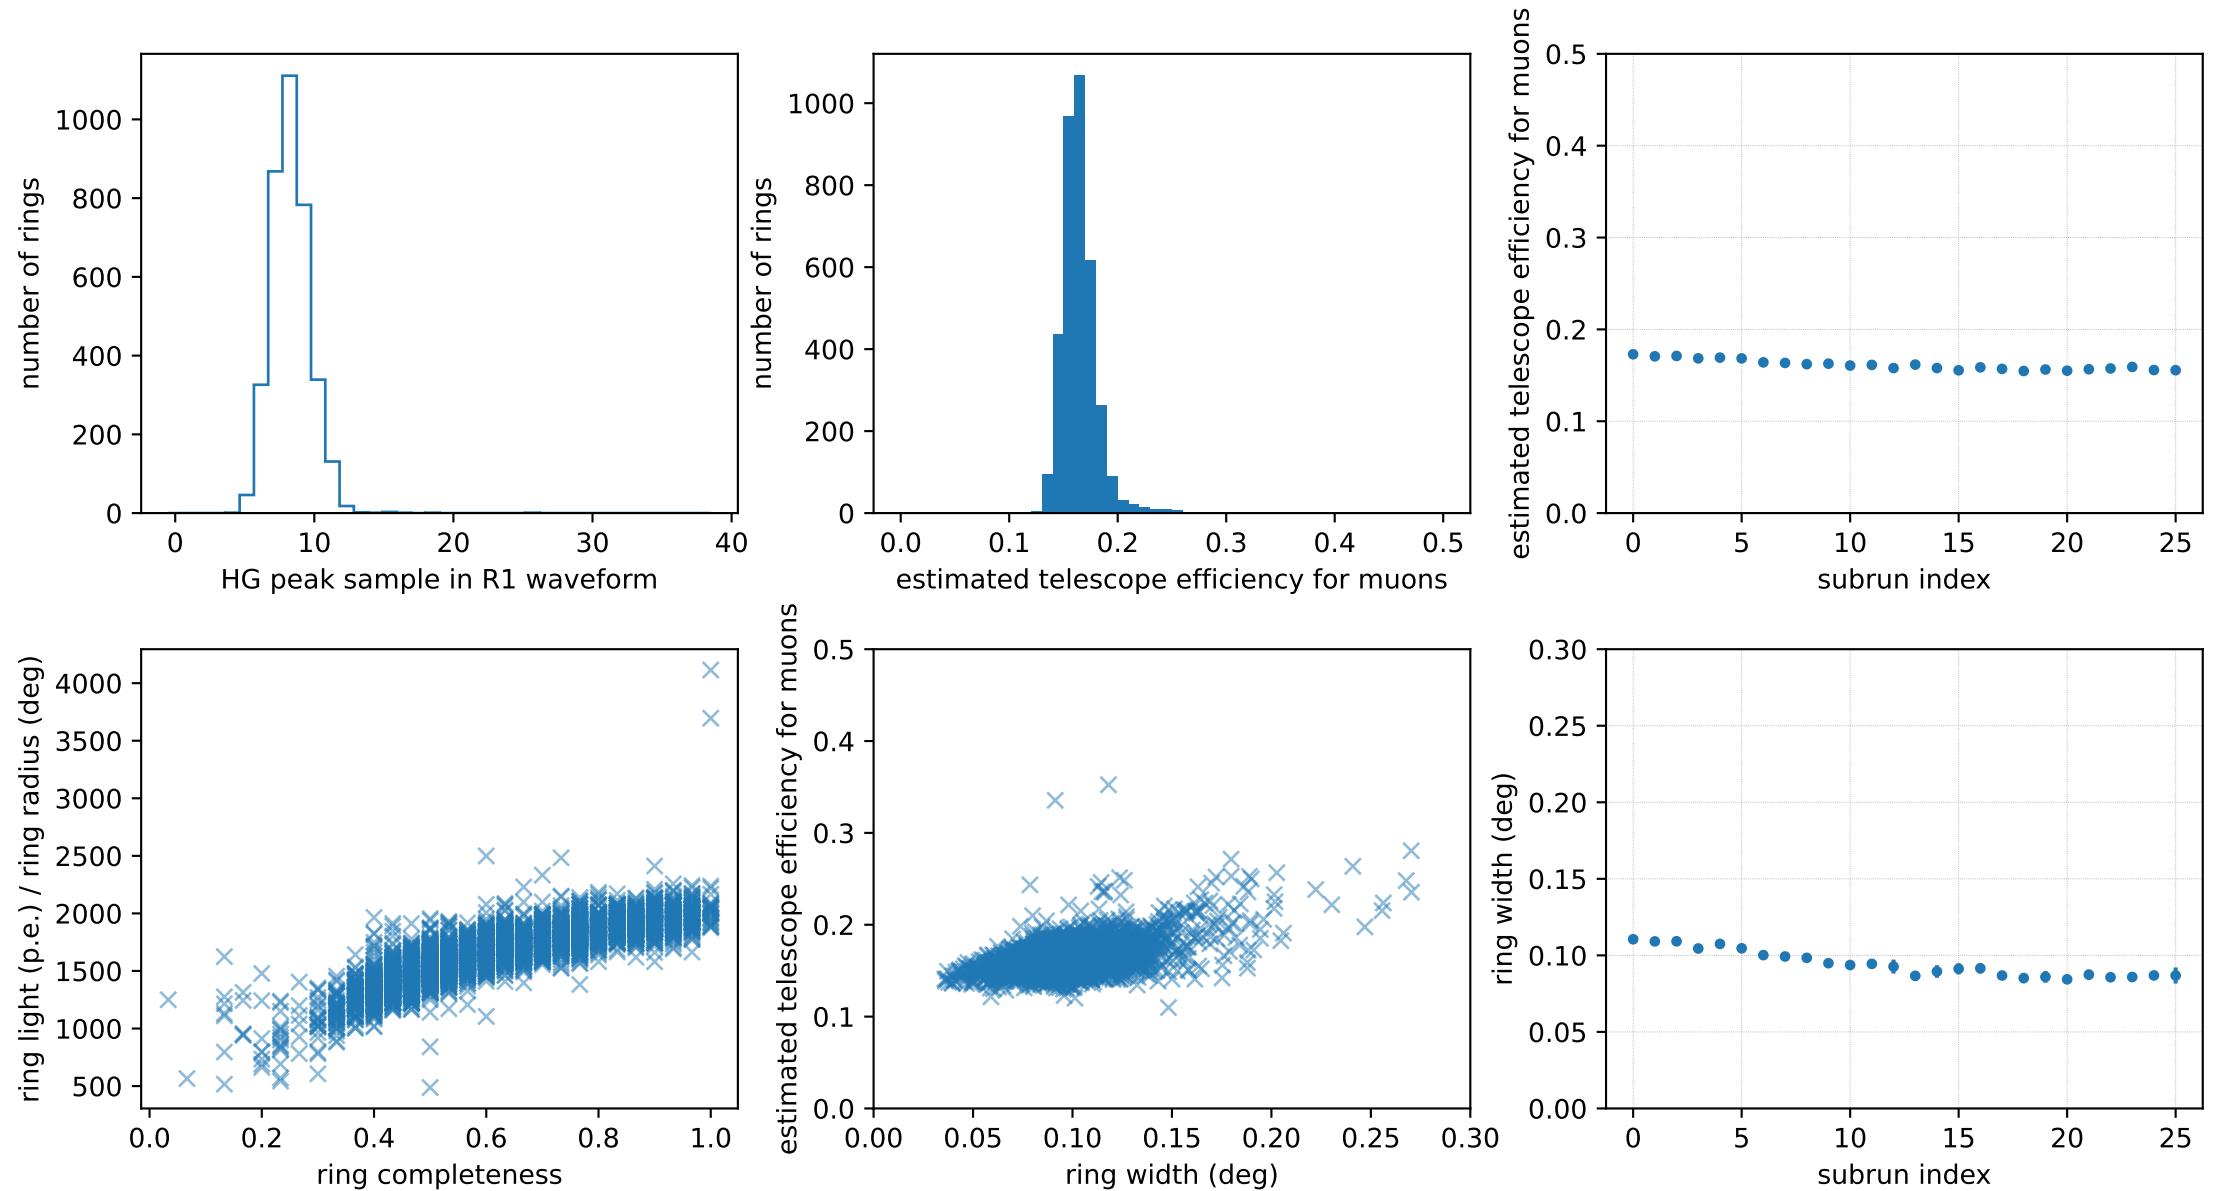 number of rings
1000
800
600
400
200
0
0 10 20 30 40
HG peak sample in R1 waveform
number of rings
1000
800
600
400
200
0
0.0 0.1 0.2 0.3 0.4 0.5
estimated telescope efficiency for muons
estimated telescope efficiency for muons
0.5
0.4
0.3
0.2
0.1
0.0
0 5 10 15 20 25
subrun index
ring light (p.e.) / ring radius (deg)
4000
3500
3000
2500
2000
1500
1000
500
0.0 0.2 0.4 0.6 0.8 1.0
ring completeness
estimated telescope efficiency for muons
0.5
0.4
0.3
0.2
0.1
0.0
0.00 0.05 0.10 0.15 0.20 0.25 0.30
ring width (deg)
ring width (deg)
0.30
0.25
0.20
0.15
0.10
0.05
0.00
0 5 10 15 20 25
subrun index